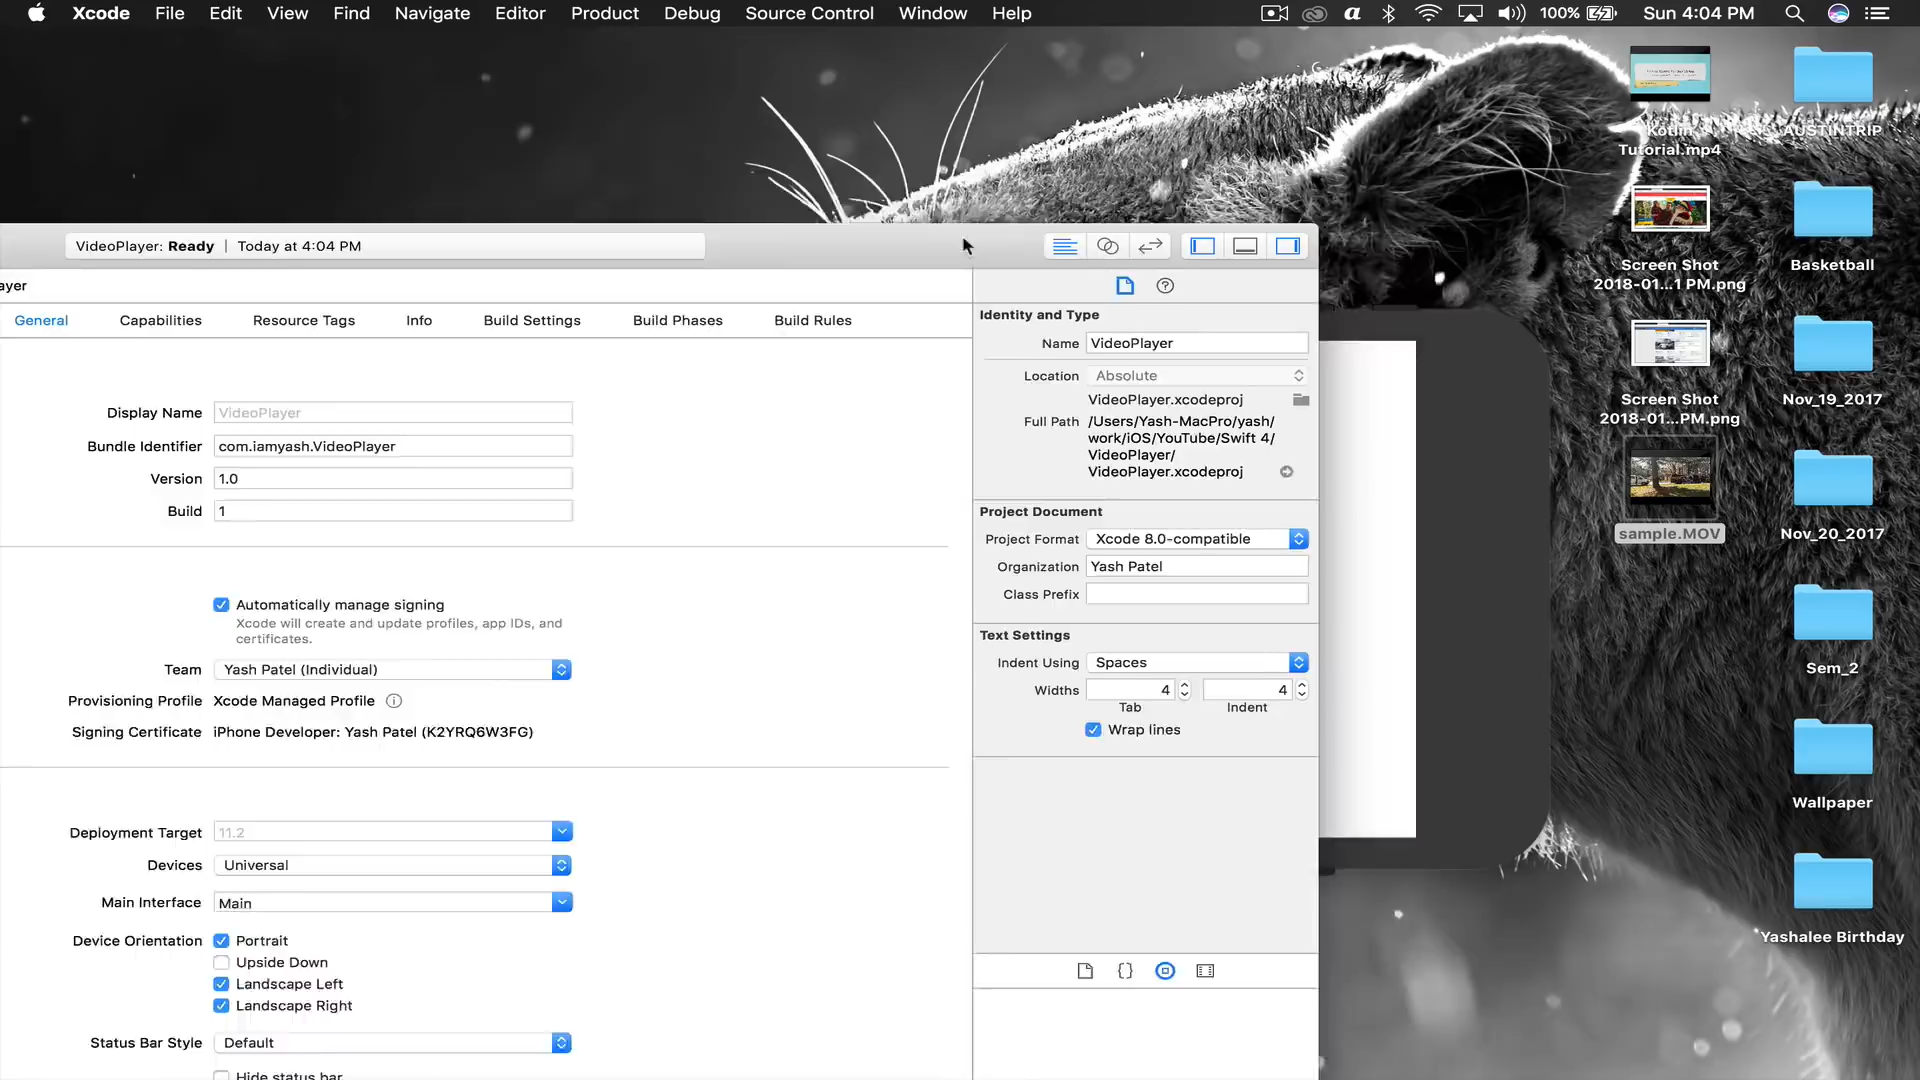 Xcode File Edit View Find Navigate Editor Product Debug Source Control Window Help
100% Sun 4:04 PM
VideoPlayer: Ready | Today at 4:04 PM
ayer
General Capabilities Resource Tags Info Build Settings Build Phases Build Rules
Display Name VideoPlayer
Bundle Identifier com.iamyash.VideoPlayer
Version 1.0
Build 1
Automatically manage signing
Xcode will create and update profiles, app IDs, and
certificates.
Team Yash Patel (Individual)
Provisioning Profile Xcode Managed Profile
Signing Certificate iPhone Developer: Yash Patel (K2YRQ6W3FG)
Deployment Target 11.2
Devices Universal
Main Interface Main
Device Orientation Portrait
Upside Down
Landscape Left
Landscape Right
Status Bar Style Default
Hide status bar
Identity and Type
Name VideoPlayer
Location Absolute
VideoPlayer.xcodeproj
Full Path /Users/Yash-MacPro/yash/
work/iOS/YouTube/Swift 4/
VideoPlayer/
VideoPlayer.xcodeproj
Project Document
Project Format Xcode 8.0-compatible
Organization Yash Patel
Class Prefix
Text Settings
Indent Using Spaces
Widths 4 4
Tab Indent
Wrap lines
Kotlin
Tutorial.mp4
Screen Shot
2018-01...1 PM.png
Screen Shot
2018-01...PM.png
sample.MOV
AUSTINTRIP
Basketball
Nov_19_2017
Nov_20_2017
Sem_2
Wallpaper
Yashalee Birthday